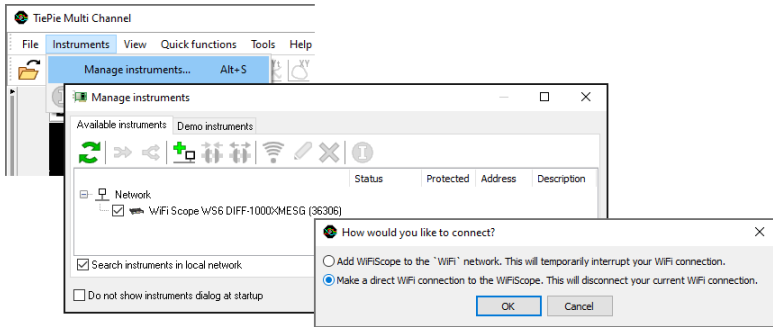 TiePie Multi Channel
File Instruments View Quick functions Tools Help
Manage instruments... Alt+S
Manage instruments
Available instruments Demo instruments
Status Protected Address Description
Network
WiFi Scope WS6 DIFF-1000XMESG (36306)
Search instruments in local network
Do not show instruments dialog at startup
How would you like to connect?
Add WiFiScope to the `WiFi` network. This will temporarily interrupt your WiFi connection.
Make a direct WiFi connection to the WiFiScope. This will disconnect your current WiFi connection.
OK Cancel